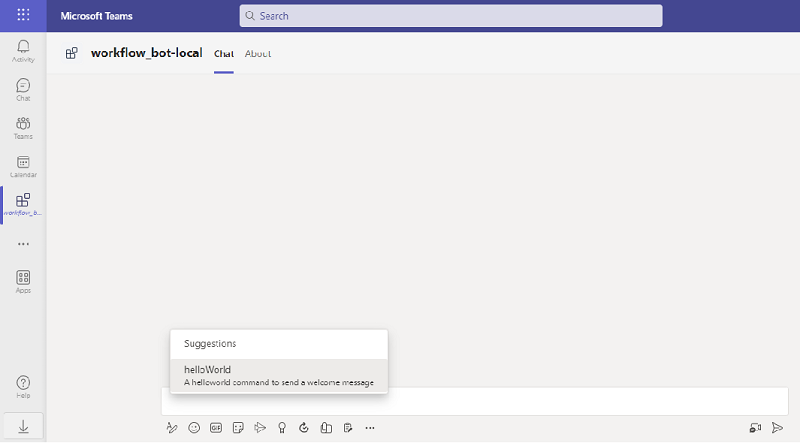 Microsoft Teams
Search
workflow_bot-local
Chat
About
Activity
Chat
Teams
Calendar
workflow_b...
Apps
Suggestions
helloWorld
A helloworld command to send a welcome message
Help
GIF